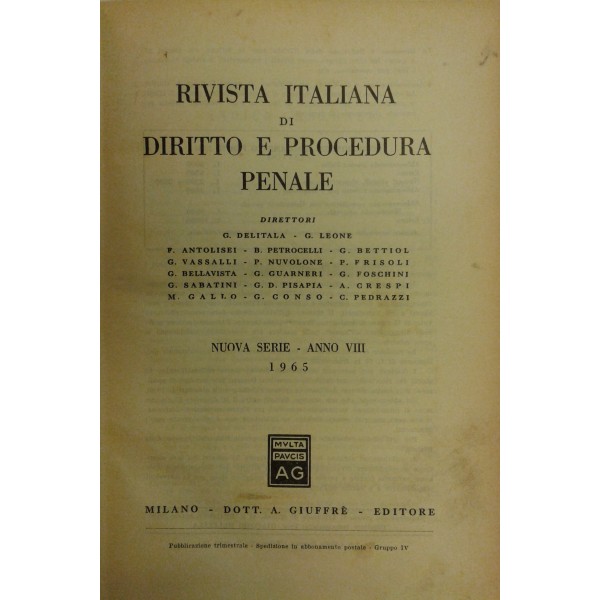 RIVISTA ITALIANA
DI
DIRITTO E PROCEDURA
PENALE
DIRETTORI
G. DELITALA - G. LEONE
F. ANTOLISEI - B. PETROCELLI - G. BETTIOL
G. VASSALLI - P. NUVOLONE - P. FRISOLI
G. BELLAVISTA - G. GUARNERI - G. FOSCHINI
G. SABATINI - G. D. PISAPIA - A. CRESPI
M. GALLO - G. CONSO - C. PEDRAZZI
NUOVA SERIE - ANNO VIII
1965
MVLTA
PAVCIS
AG
MILANO - DOTT. A. GIUFFRÈ - EDITORE
Pubblicazione trimestrale - Spedizione in abbonamento postale - Gruppo IV